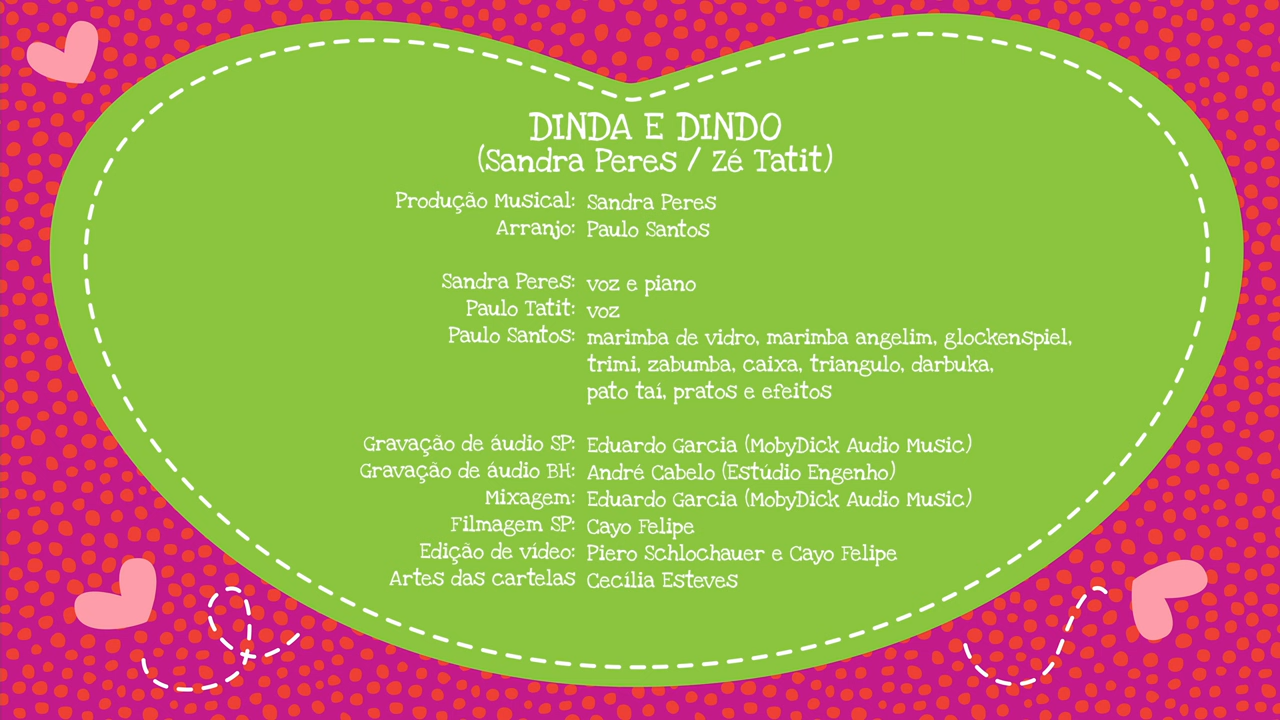 DINDA E DINDO
(Sandra Peres / Zé Tatit)
Produção Musical: Sandra Peres
Arranjo: Paulo Santos
Sandra Peres: voz e piano
Paulo Tatit: voz
Paulo Santos: marimba de vidro, marimba angelim, glockenspiel,
trimi, zabumba, caixa, triangulo, darbuka,
pato taí, pratos e efeitos
Gravação de áudio SP: Eduardo Garcia (MobyDick Audio Music)
Gravação de áudio BH: André Cabelo (Estúdio Engenho)
Mixagem: Eduardo Garcia (MobyDick Audio Music)
Filmagem SP: Cayo Felipe
Edição de vídeo: Piero Schlochauer e Cayo Felipe
Artes das cartelas Cecília Esteves